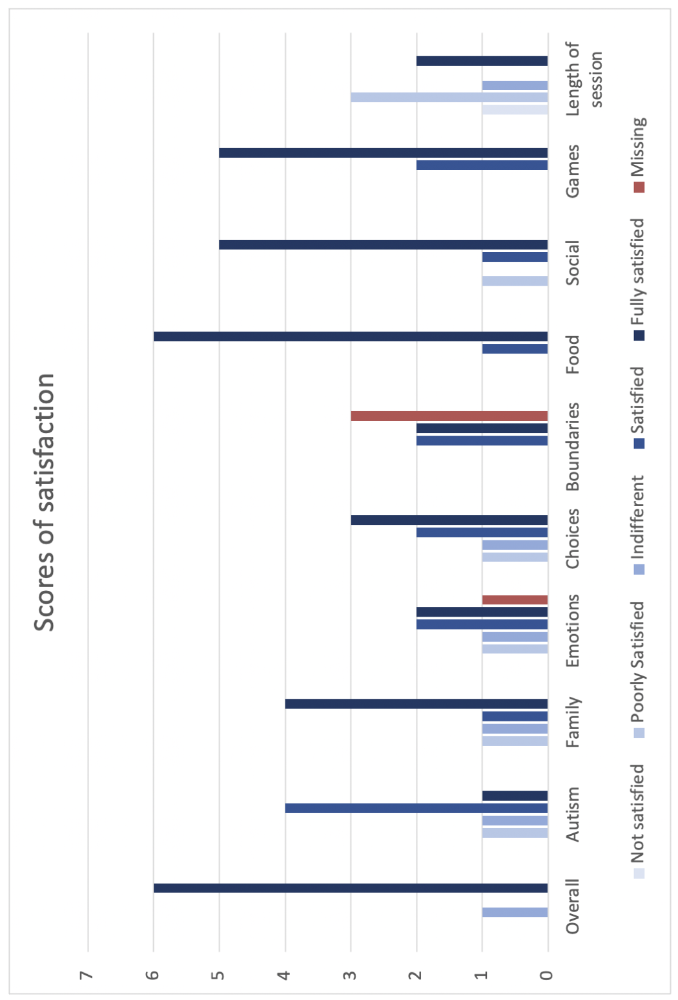 Scores of satisfaction
7
6
5
4
3
2
1
0
Overall
Autism
Family
Emotions
Choices
Boundaries
Food
Social
Games
Length of
session
Not satisfied
Poorly Satisfied
Indifferent
Satisfied
Fully satisfied
Missing